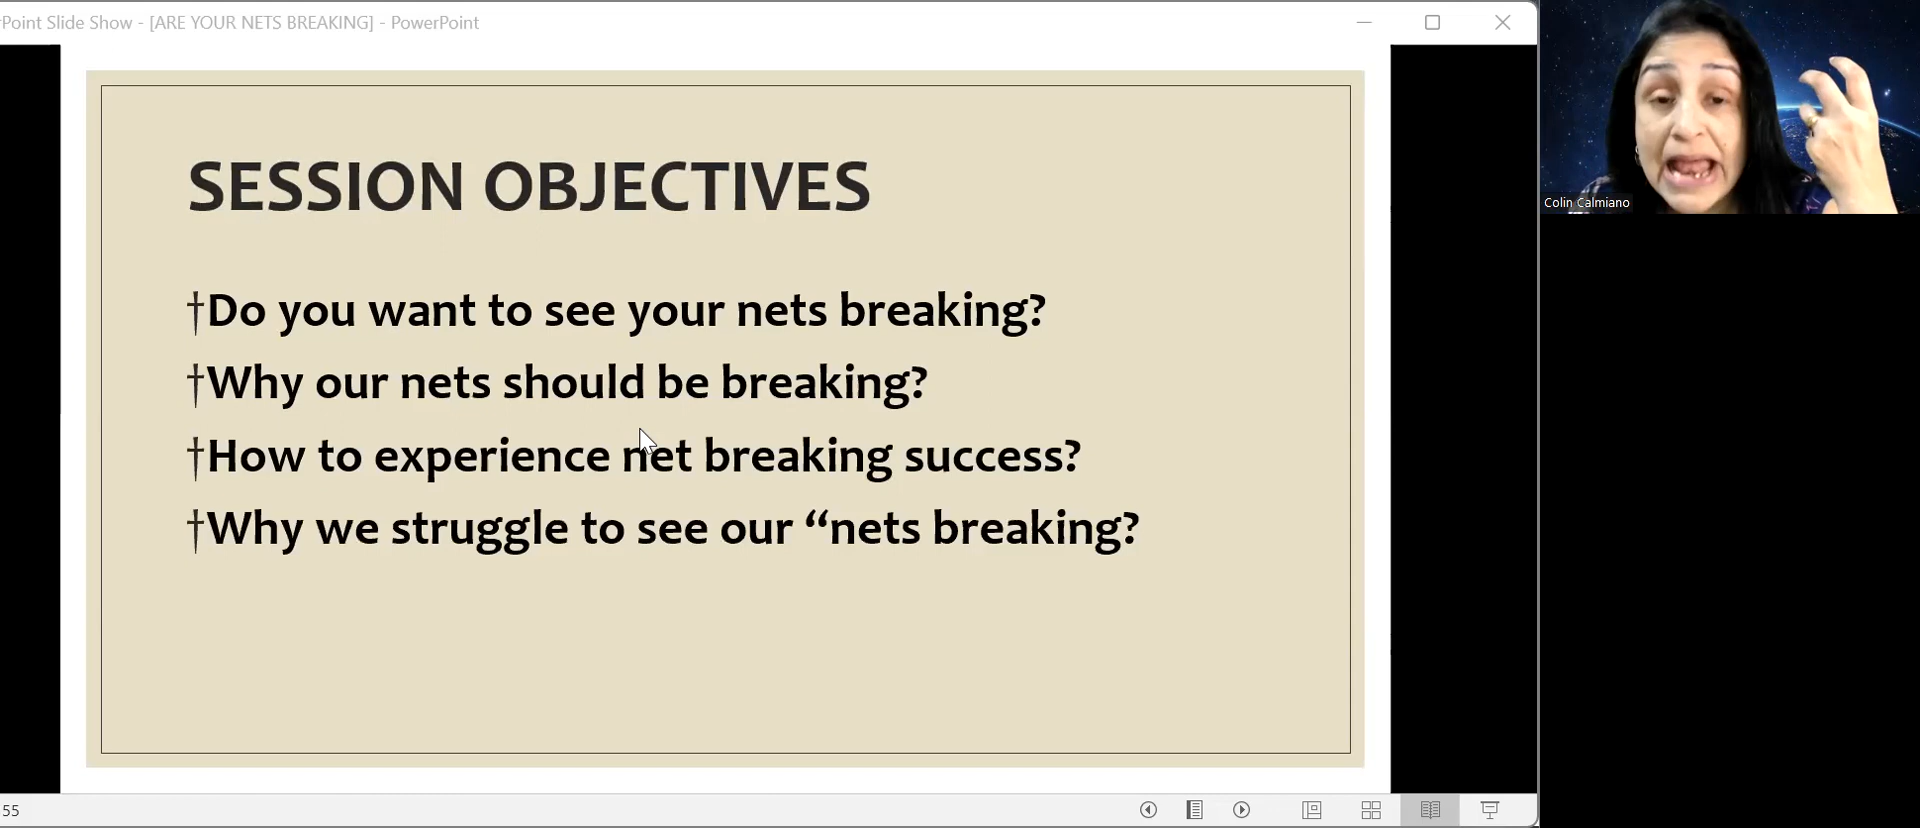 Point Slide Show - [ARE YOUR NETS BREAKING] - PowerPoint
SESSION OBJECTIVES
†Do you want to see your nets breaking?
†Why our nets should be breaking?
†How to experience net breaking success?
†Why we struggle to see our “nets breaking?
Colin Calmiano
55